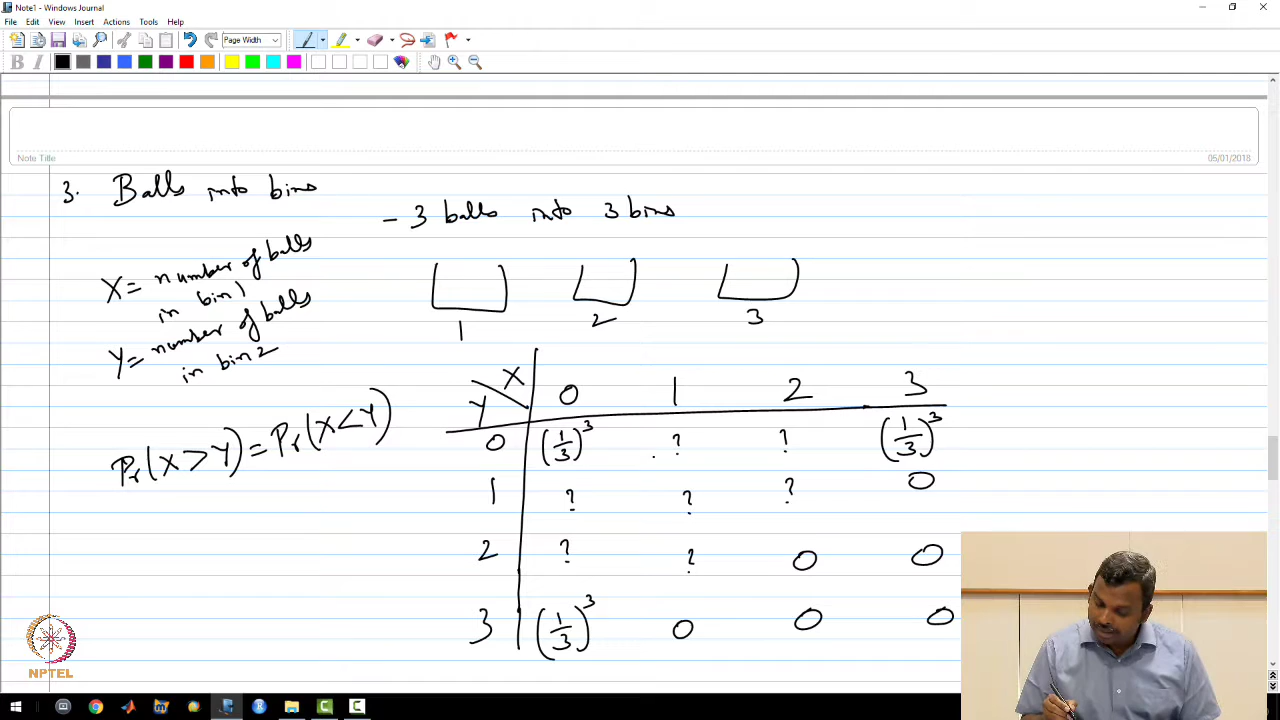 Note1 - Windows Journal
File Edit View Insert Actions Tools Help
Page Width
B I
Note Title
05/01/2018
3. Balls into bins
- 3 balls into 3 bins
X = number of balls
in bin 1
Y = number of balls
in bin 2
1 2 3
Pr(X > Y) = Pr(X < Y)
X
Y 0 1 2 3
0 (1/3)^3 ? ? (1/3)^3
1 ? ? ? 0
2 ? ? 0 0
3 (1/3)^3 0 0 0
NPTEL